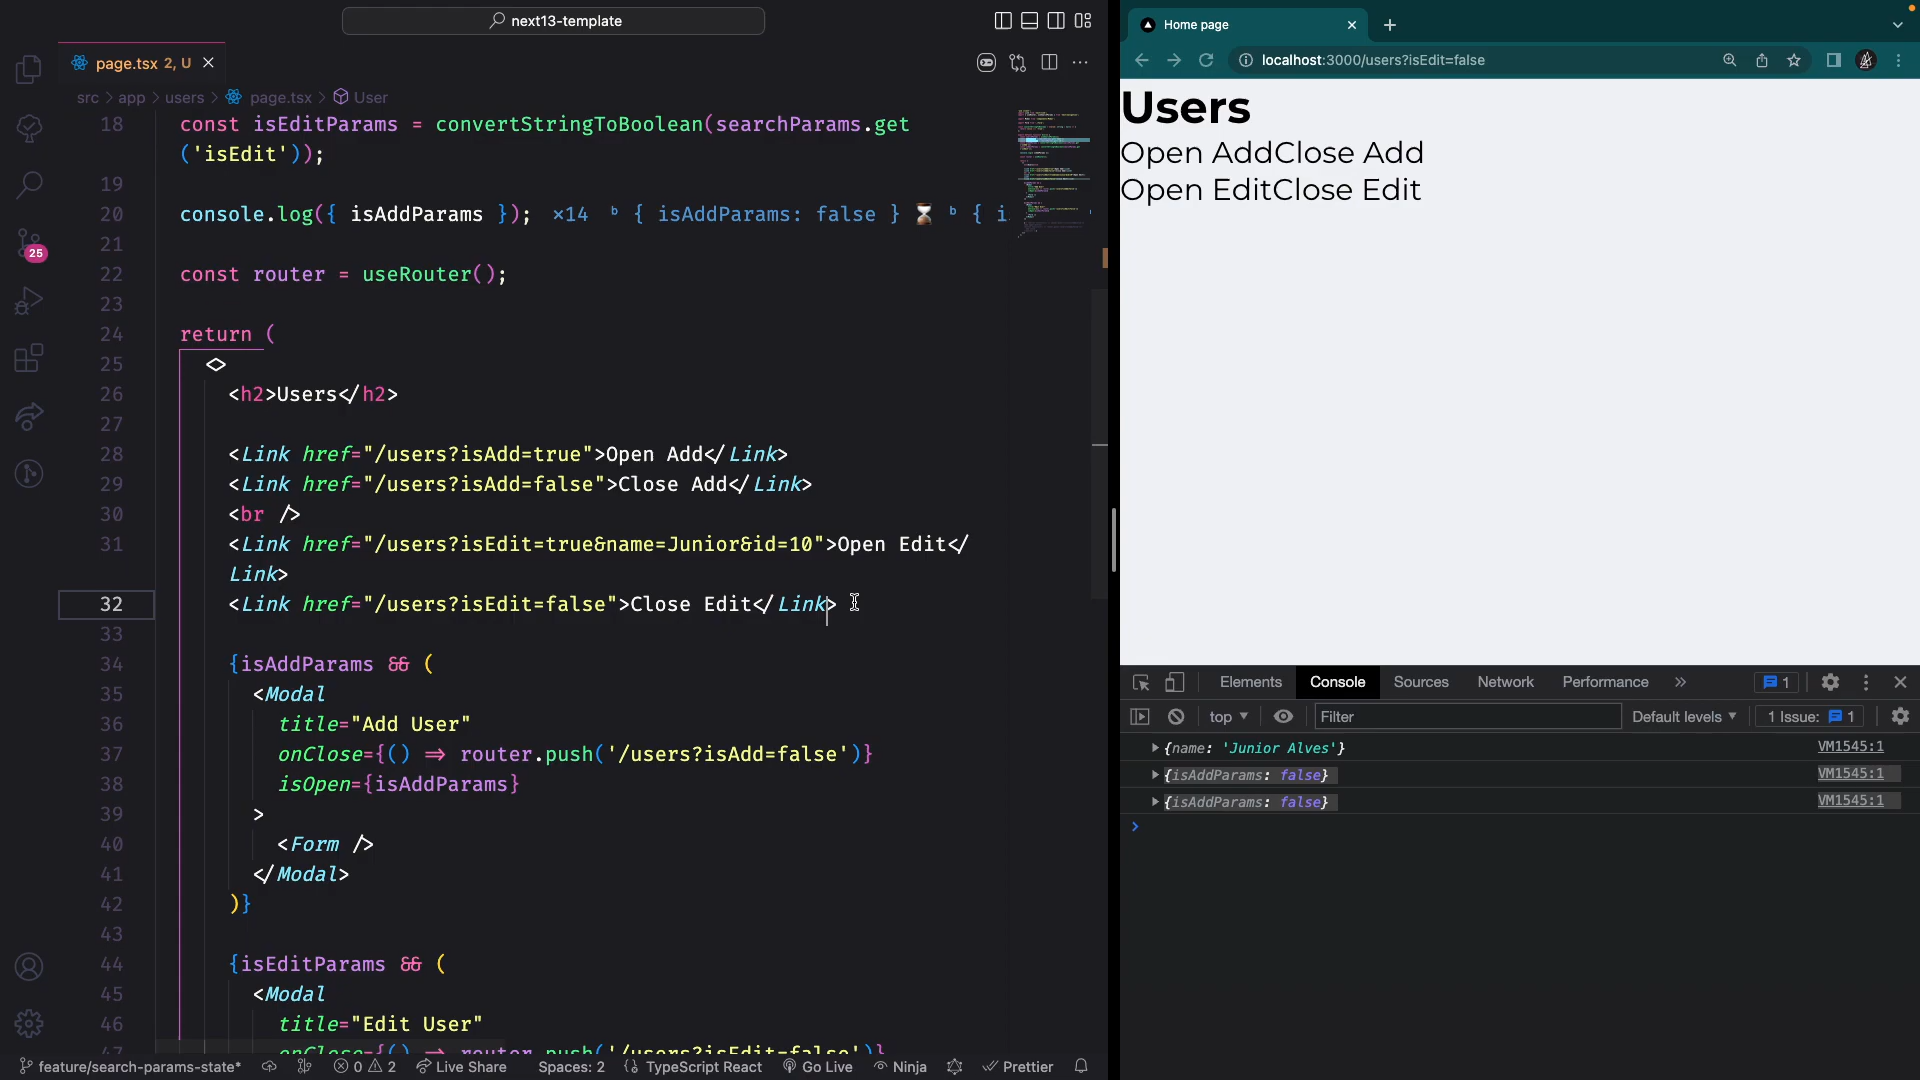 next13-template
page.tsx 2, U
src > app > users > page.tsx > User
18 const isEditParams = convertStringToBoolean(searchParams.get
('isEdit'));
19
20 console.log({ isAddParams }); ×14 ᵇ { isAddParams: false } ⌛ ᵇ { i
21
22 const router = useRouter();
23
24 return (
25 <>
26 <h2>Users</h2>
27
28 <Link href="/users?isAdd=true">Open Add</Link>
29 <Link href="/users?isAdd=false">Close Add</Link>
30 <br />
31 <Link href="/users?isEdit=true&name=Junior&id=10">Open Edit</
Link>
32 <Link href="/users?isEdit=false">Close Edit</Link>
33
34 {isAddParams && (
35 <Modal
36 title="Add User"
37 onClose={() => router.push('/users?isAdd=false')}
38 isOpen={isAddParams}
39 >
40 <Form />
41 </Modal>
42 )}
43
44 {isEditParams && (
45 <Modal
46 title="Edit User"
47 onClose={() => router.push('/users?isEdit=false')}
25
feature/search-params-state* 0 2 Live Share Spaces: 2 TypeScript React Go Live Ninja Prettier
Home page
localhost:3000/users?isEdit=false
Users
Open AddClose Add
Open EditClose Edit
Elements Console Sources Network Performance » 1
top Filter Default levels 1 Issue: 1
{name: 'Junior Alves'} VM1545:1
{isAddParams: false} VM1545:1
{isAddParams: false} VM1545:1